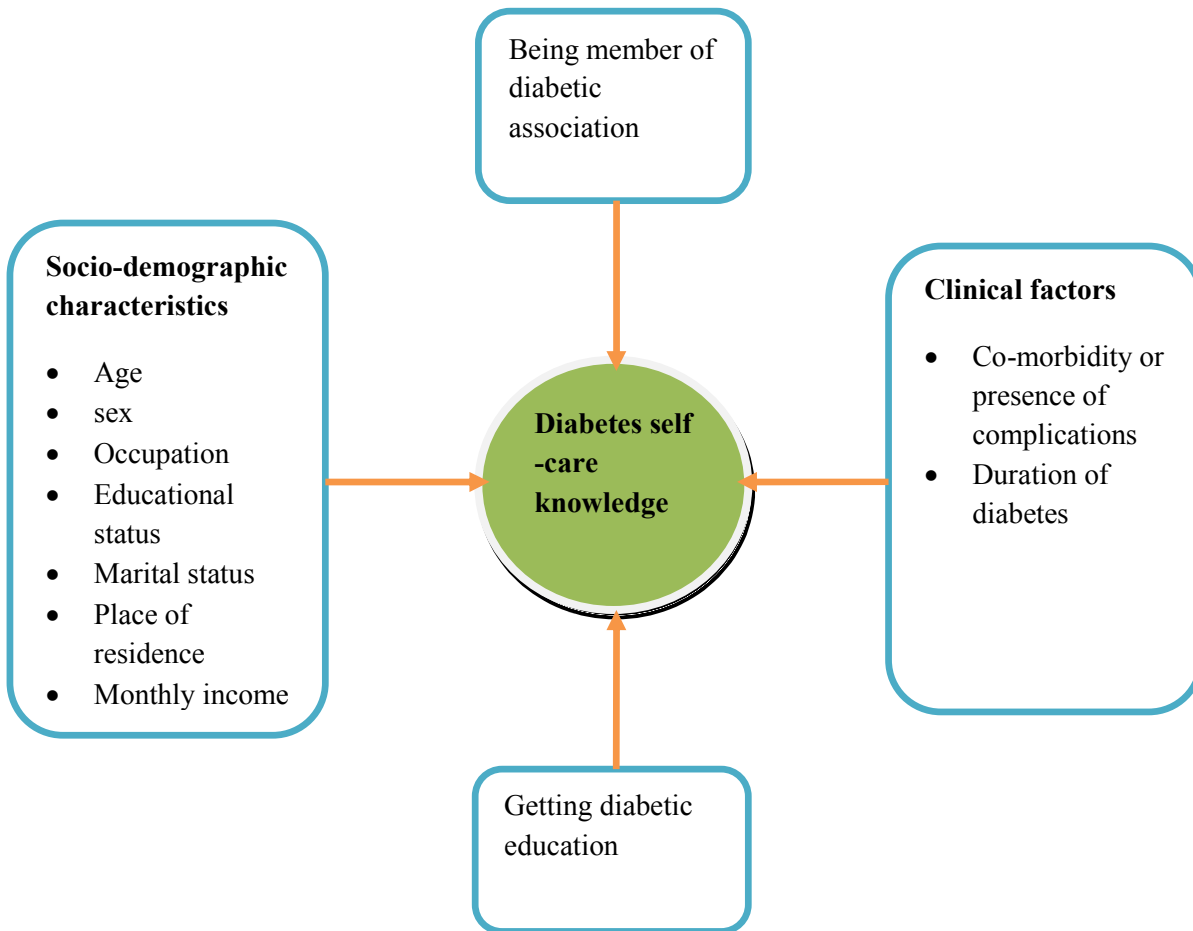 Being member of
diabetic
association
Socio-demographic
characteristics
• Age
• sex
• Occupation
• Educational
status
• Marital status
• Place of
residence
• Monthly income
Diabetes self
-care
knowledge
Clinical factors
• Co-morbidity or
presence of
complications
• Duration of
diabetes
Getting diabetic
education